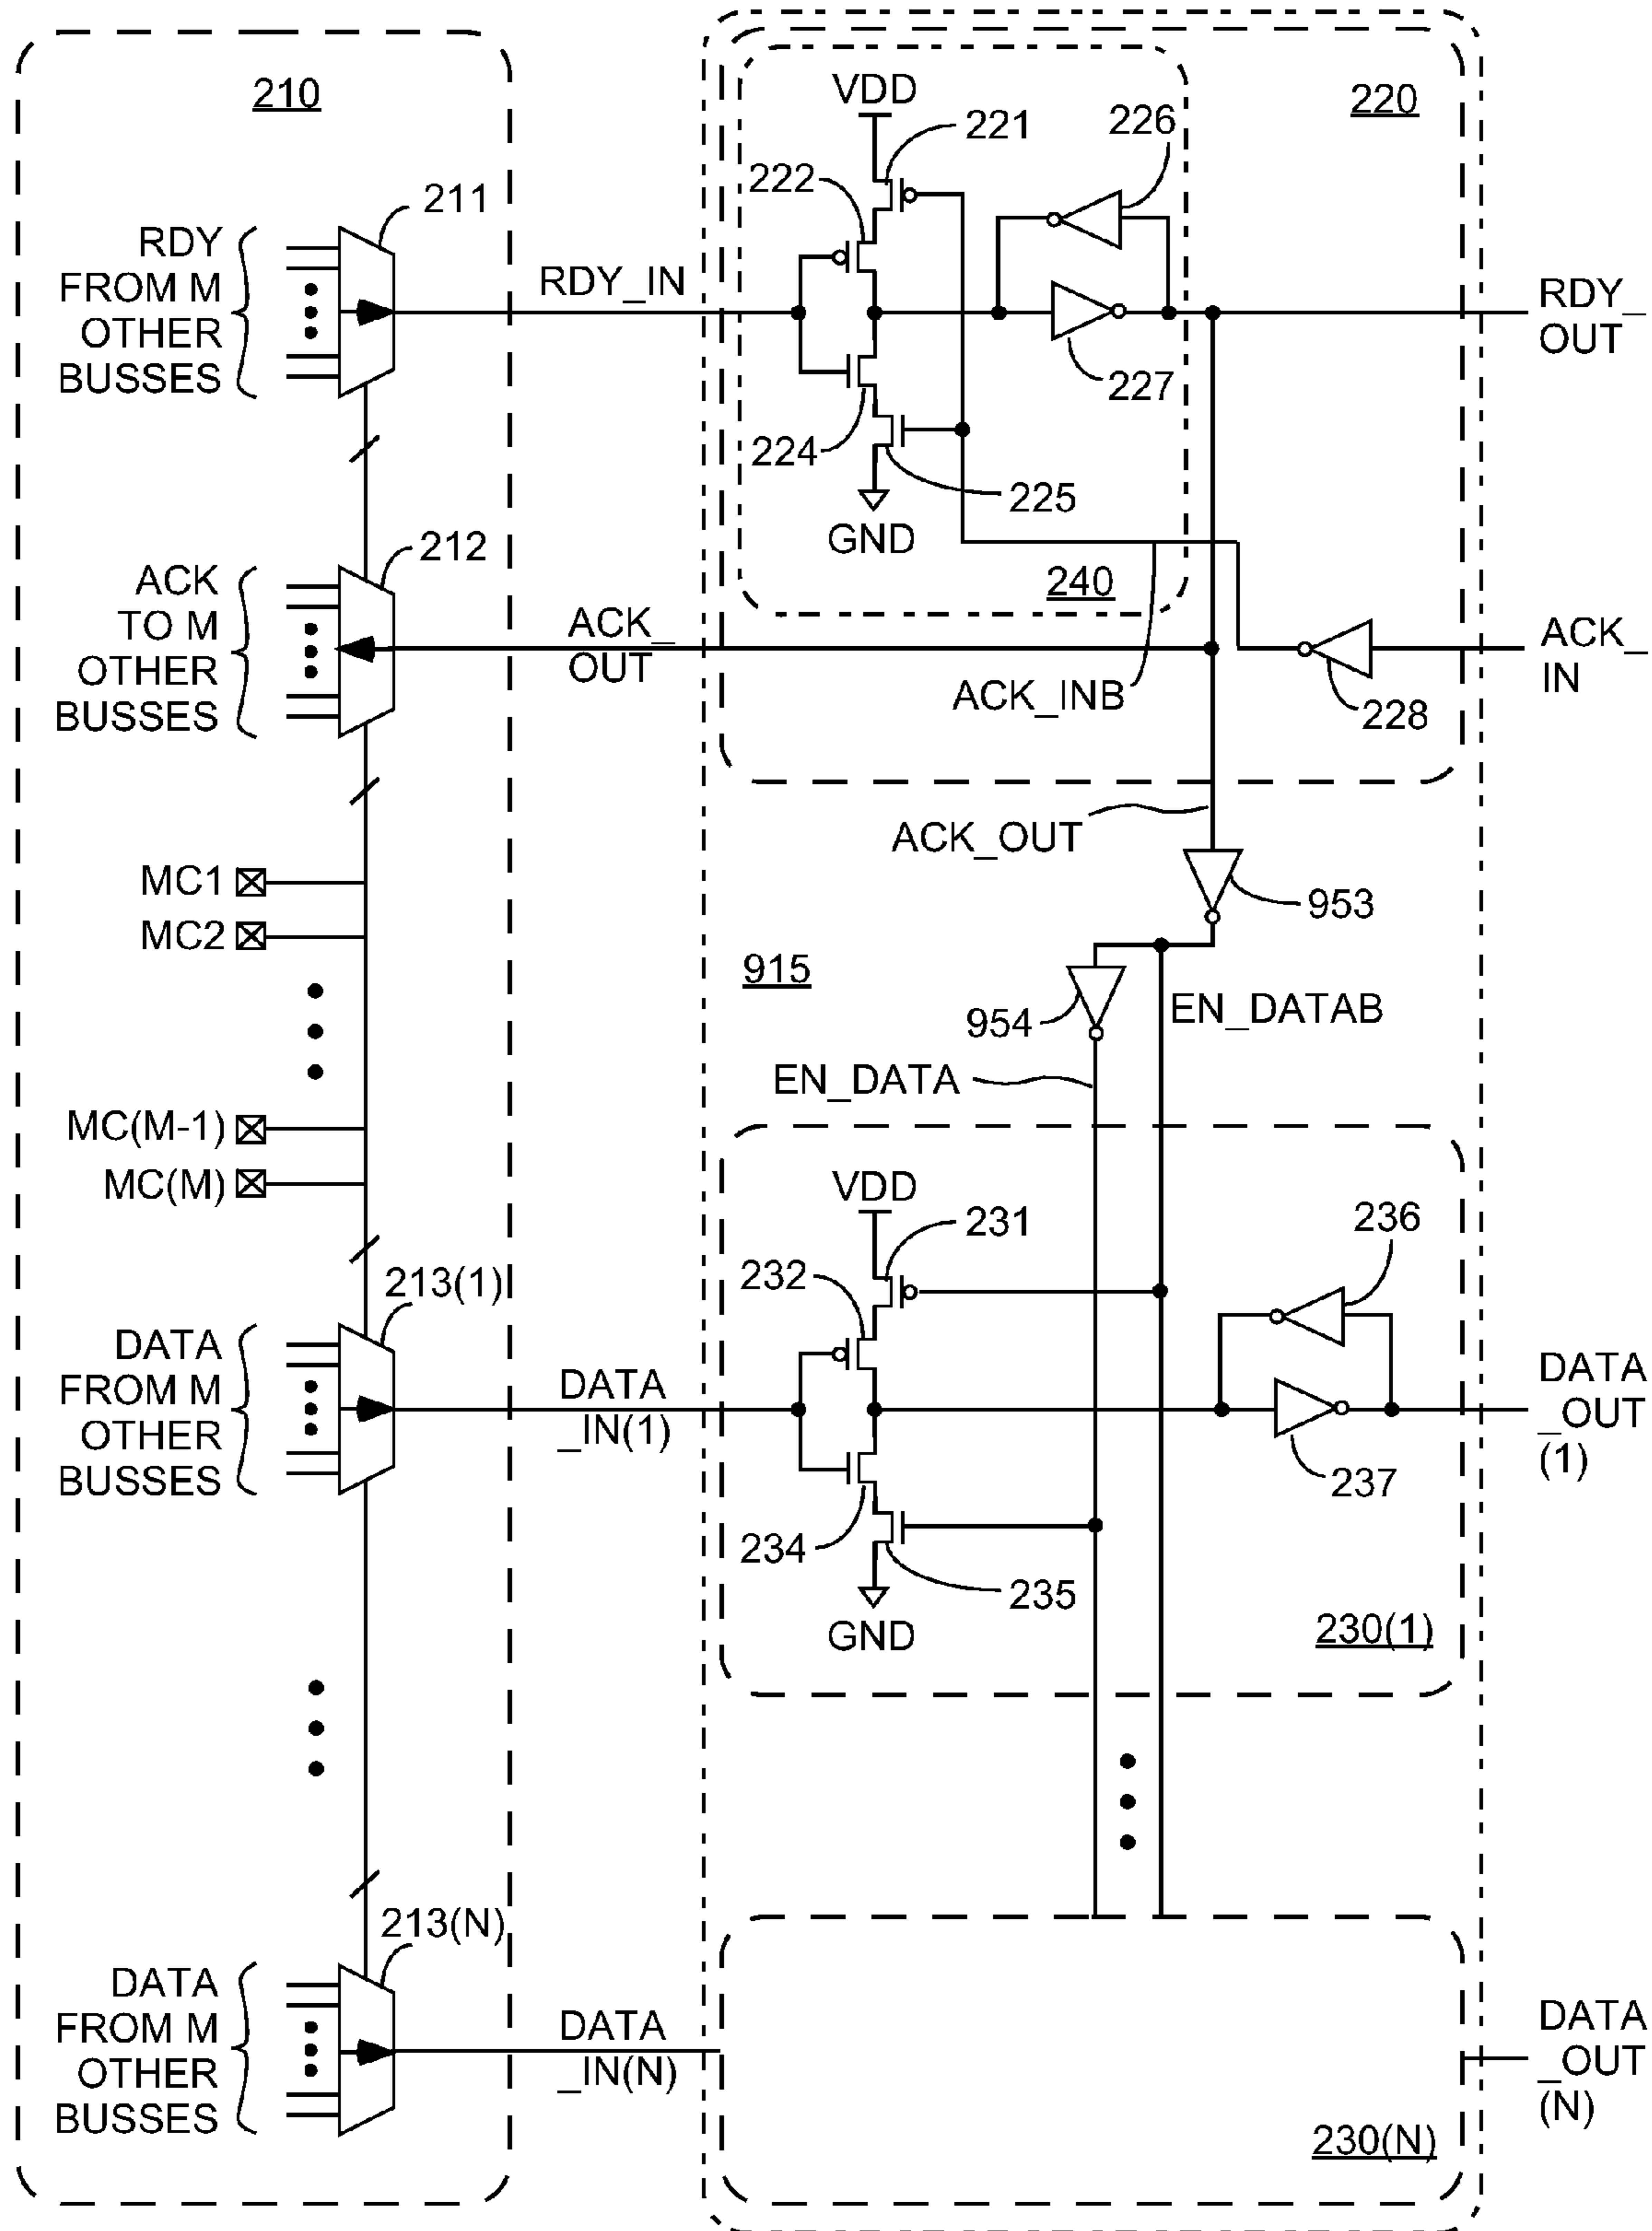 210
220
VDD
221
226
222
211
RDY
FROM M
OTHER
BUSSES
RDY_IN
RDY_
OUT
227
224
225
GND
240
212
ACK
TO M
OTHER
BUSSES
ACK_
OUT
ACK_
IN
ACK_INB
228
ACK_OUT
953
MC1
MC2
915
954
EN_DATAB
EN_DATA
MC(M-1)
MC(M)
VDD
231
236
232
213(1)
DATA
FROM M
OTHER
BUSSES
DATA
_IN(1)
DATA
_OUT
(1)
237
234
235
GND
230(1)
213(N)
DATA
FROM M
OTHER
BUSSES
DATA
_IN(N)
DATA
_OUT
(N)
230(N)